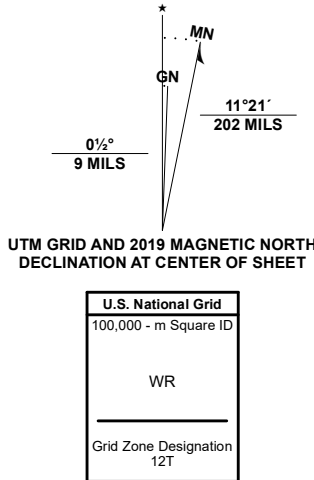 ★
MN
GN
11°21´
202 MILS
0½°
9 MILS
UTM GRID AND 2019 MAGNETIC NORTH
DECLINATION AT CENTER OF SHEET
U.S. National Grid
100,000 - m Square ID
WR
Grid Zone Designation
12T